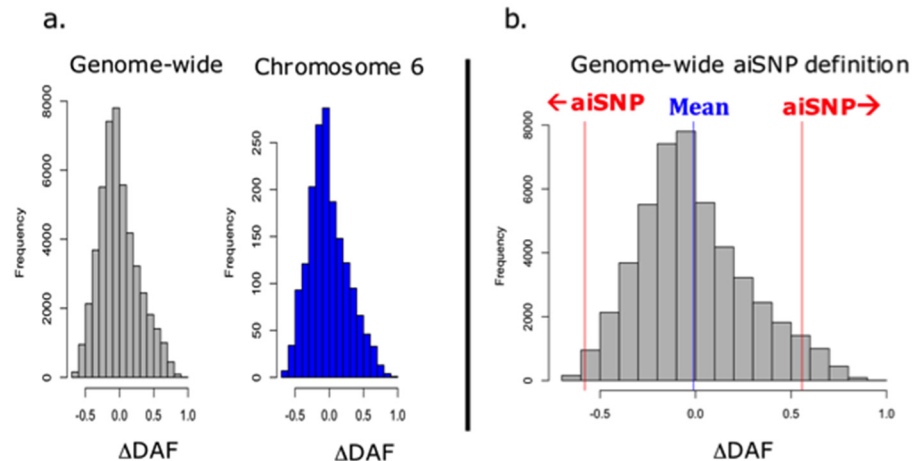 a.
Genome-wide
Frequency
0
2000
4000
6000
8000
-0.5 0.0 0.5 1.0
ΔDAF
Chromosome 6
Frequency
0
50
100
150
200
250
-0.5 0.0 0.5 1.0
ΔDAF
b.
Genome-wide aiSNP definition
←aiSNP Mean aiSNP→
Frequency
0
2000
4000
6000
8000
-0.5 0.0 0.5 1.0
ΔDAF